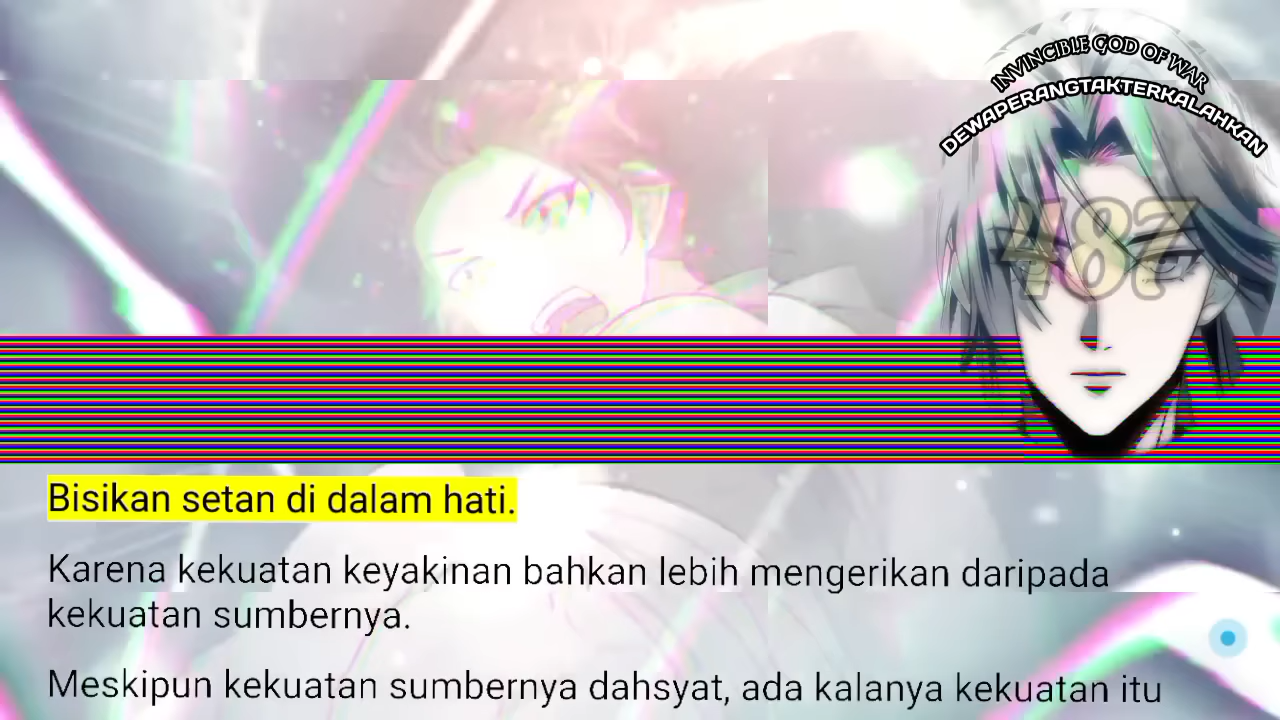 INVINCIBLE GOD OF WAR
DEWAPERANGTAKTERKALAHKAN
487
Bisikan setan di dalam hati.
Karena kekuatan keyakinan bahkan lebih mengerikan daripada
kekuatan sumbernya.
Meskipun kekuatan sumbernya dahsyat, ada kalanya kekuatan itu